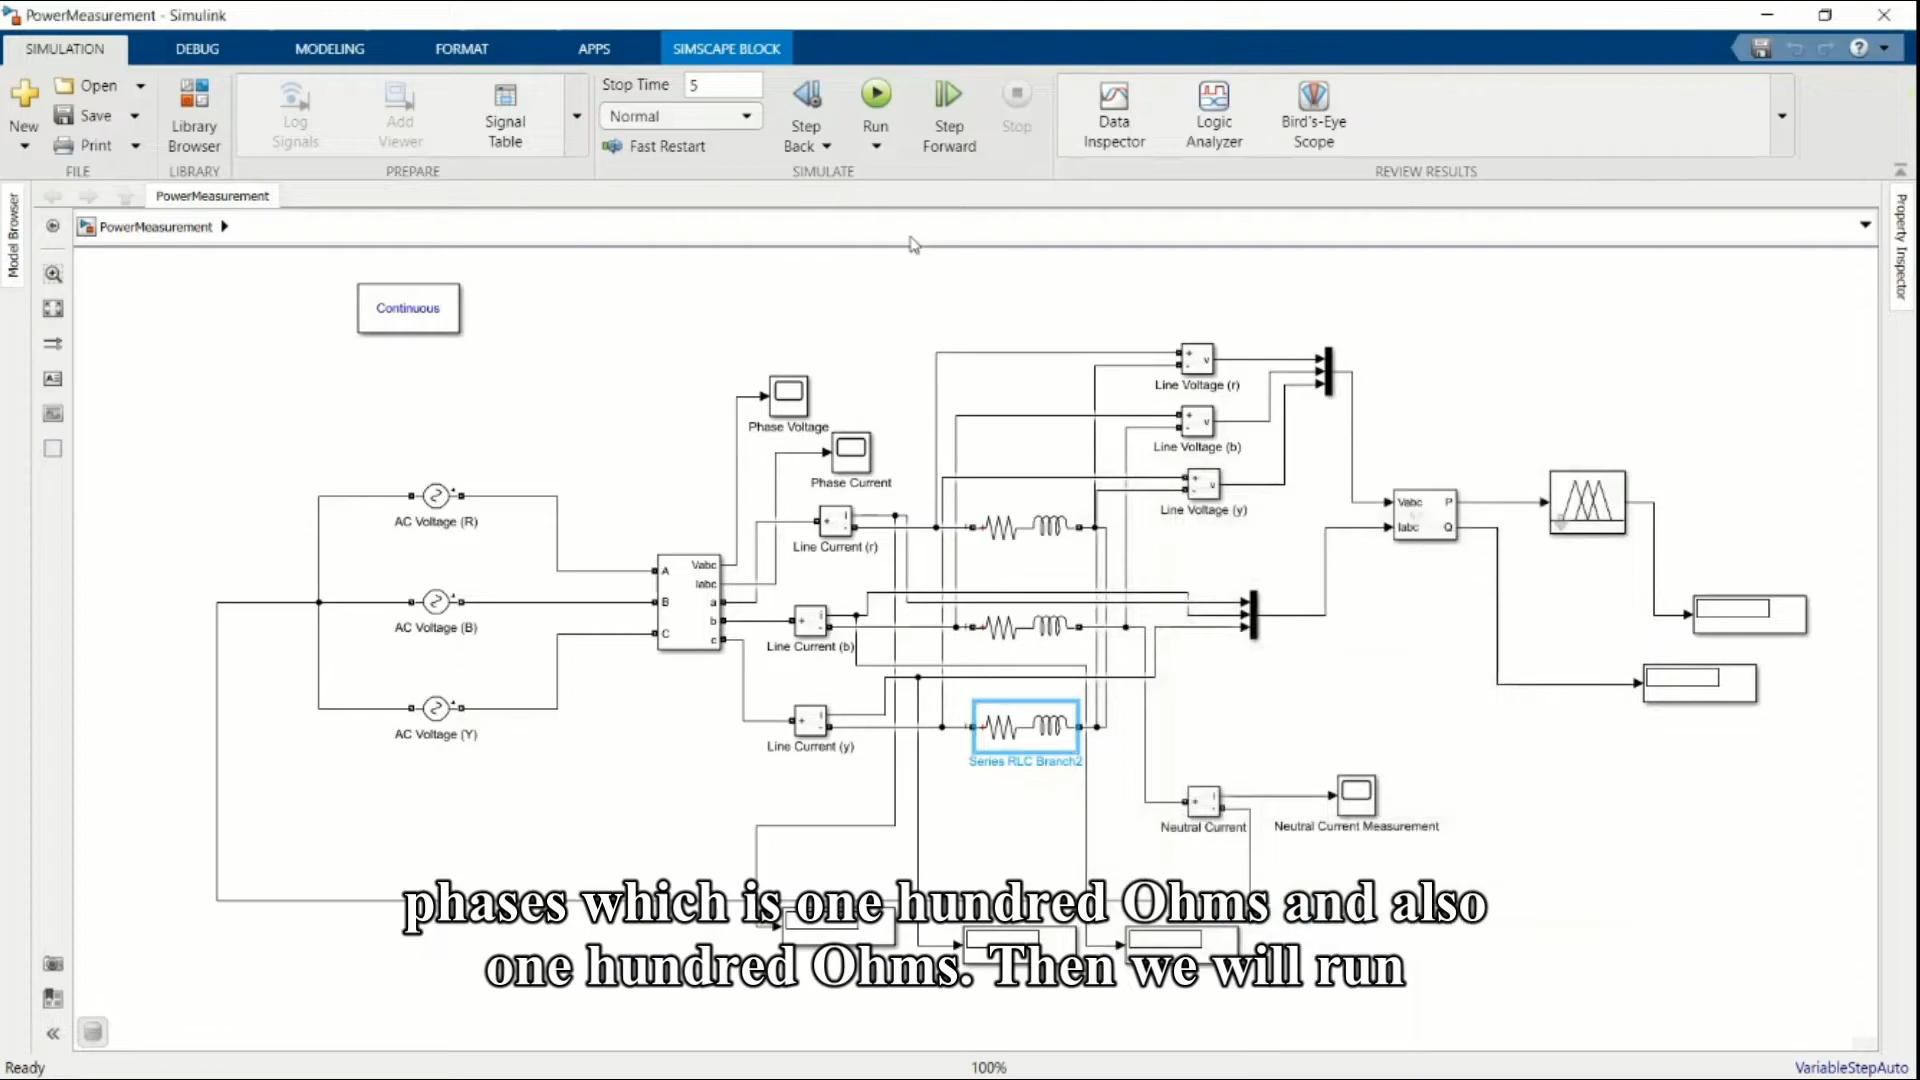 PowerMeasurement - Simulink
SIMULATION
DEBUG
MODELING
FORMAT
APPS
SIMSCAPE BLOCK
New
Open
Save
Print
FILE
Library
Browser
LIBRARY
Log
Signals
Add
Viewer
Signal
Table
PREPARE
Stop Time 5
Normal
Fast Restart
Step
Back
Run
Step
Forward
Stop
SIMULATE
Data
Inspector
Logic
Analyzer
Bird's-Eye
Scope
REVIEW RESULTS
Model Browser
PowerMeasurement
PowerMeasurement
Property Inspector
Continuous
Phase Voltage
Phase Current
Line Voltage (r)
Line Voltage (b)
Line Voltage (y)
AC Voltage (R)
AC Voltage (B)
AC Voltage (Y)
A
B
C
Vabc
Iabc
a
b
c
Line Current (r)
Line Current (b)
Line Current (y)
Series RLC Branch2
Vabc P
Iabc Q
Neutral Current
Neutral Current Measurement
phases which is one hundred Ohms and also
one hundred Ohms. Then we will run
Ready
100%
VariableStepAuto